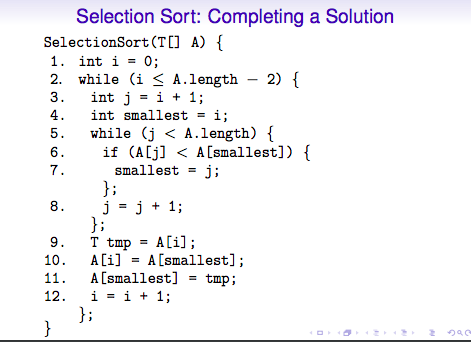 Selection Sort: Completing a Solution
SelectionSort(T[] A) {
1. int i = 0;
2. while (i ≤ A.length − 2) {
3. int j = i + 1;
4. int smallest = i;
5. while (j < A.length) {
6. if (A[j] < A[smallest]) {
7. smallest = j;
};
8. j = j + 1;
};
9. T tmp = A[i];
10. A[i] = A[smallest];
11. A[smallest] = tmp;
12. i = i + 1;
};
}